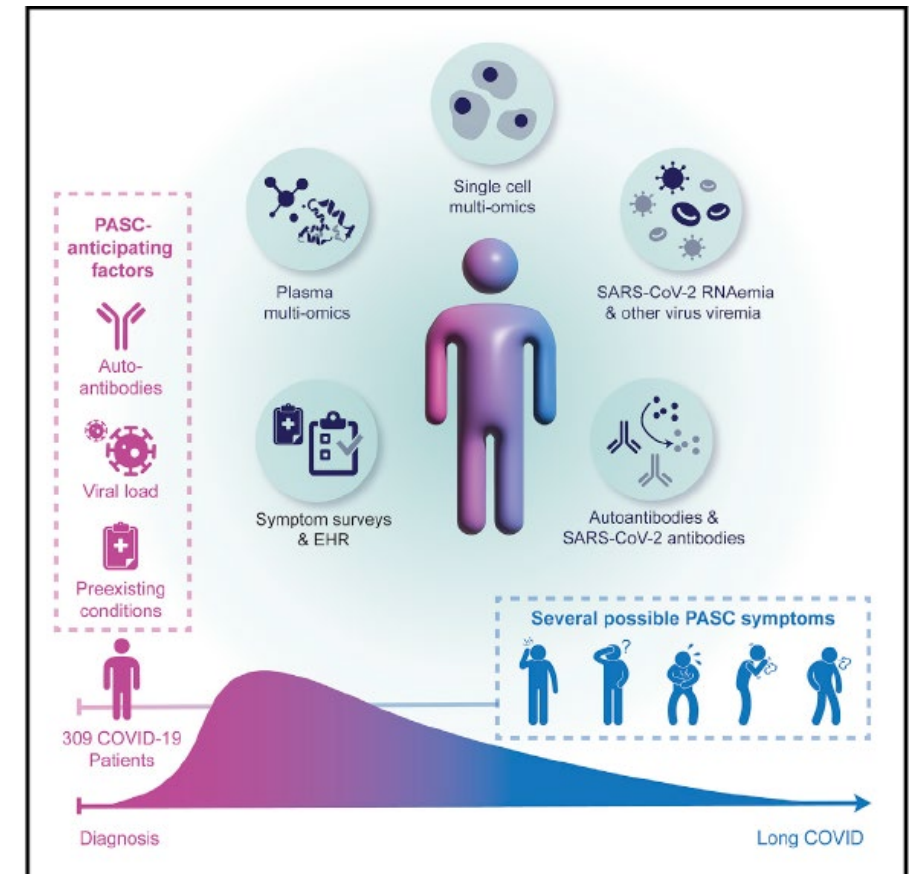 Single cell
multi-omics
Plasma
multi-omics
SARS-CoV-2 RNAemia
& other virus viremia
PASC-
anticipating
factors
Auto-
antibodies
Viral load
Preexisting
conditions
Symptom surveys
& EHR
Autoantibodies &
SARS-CoV-2 antibodies
Several possible PASC symptoms
?
309 COVID-19
Patients
Diagnosis
Long COVID